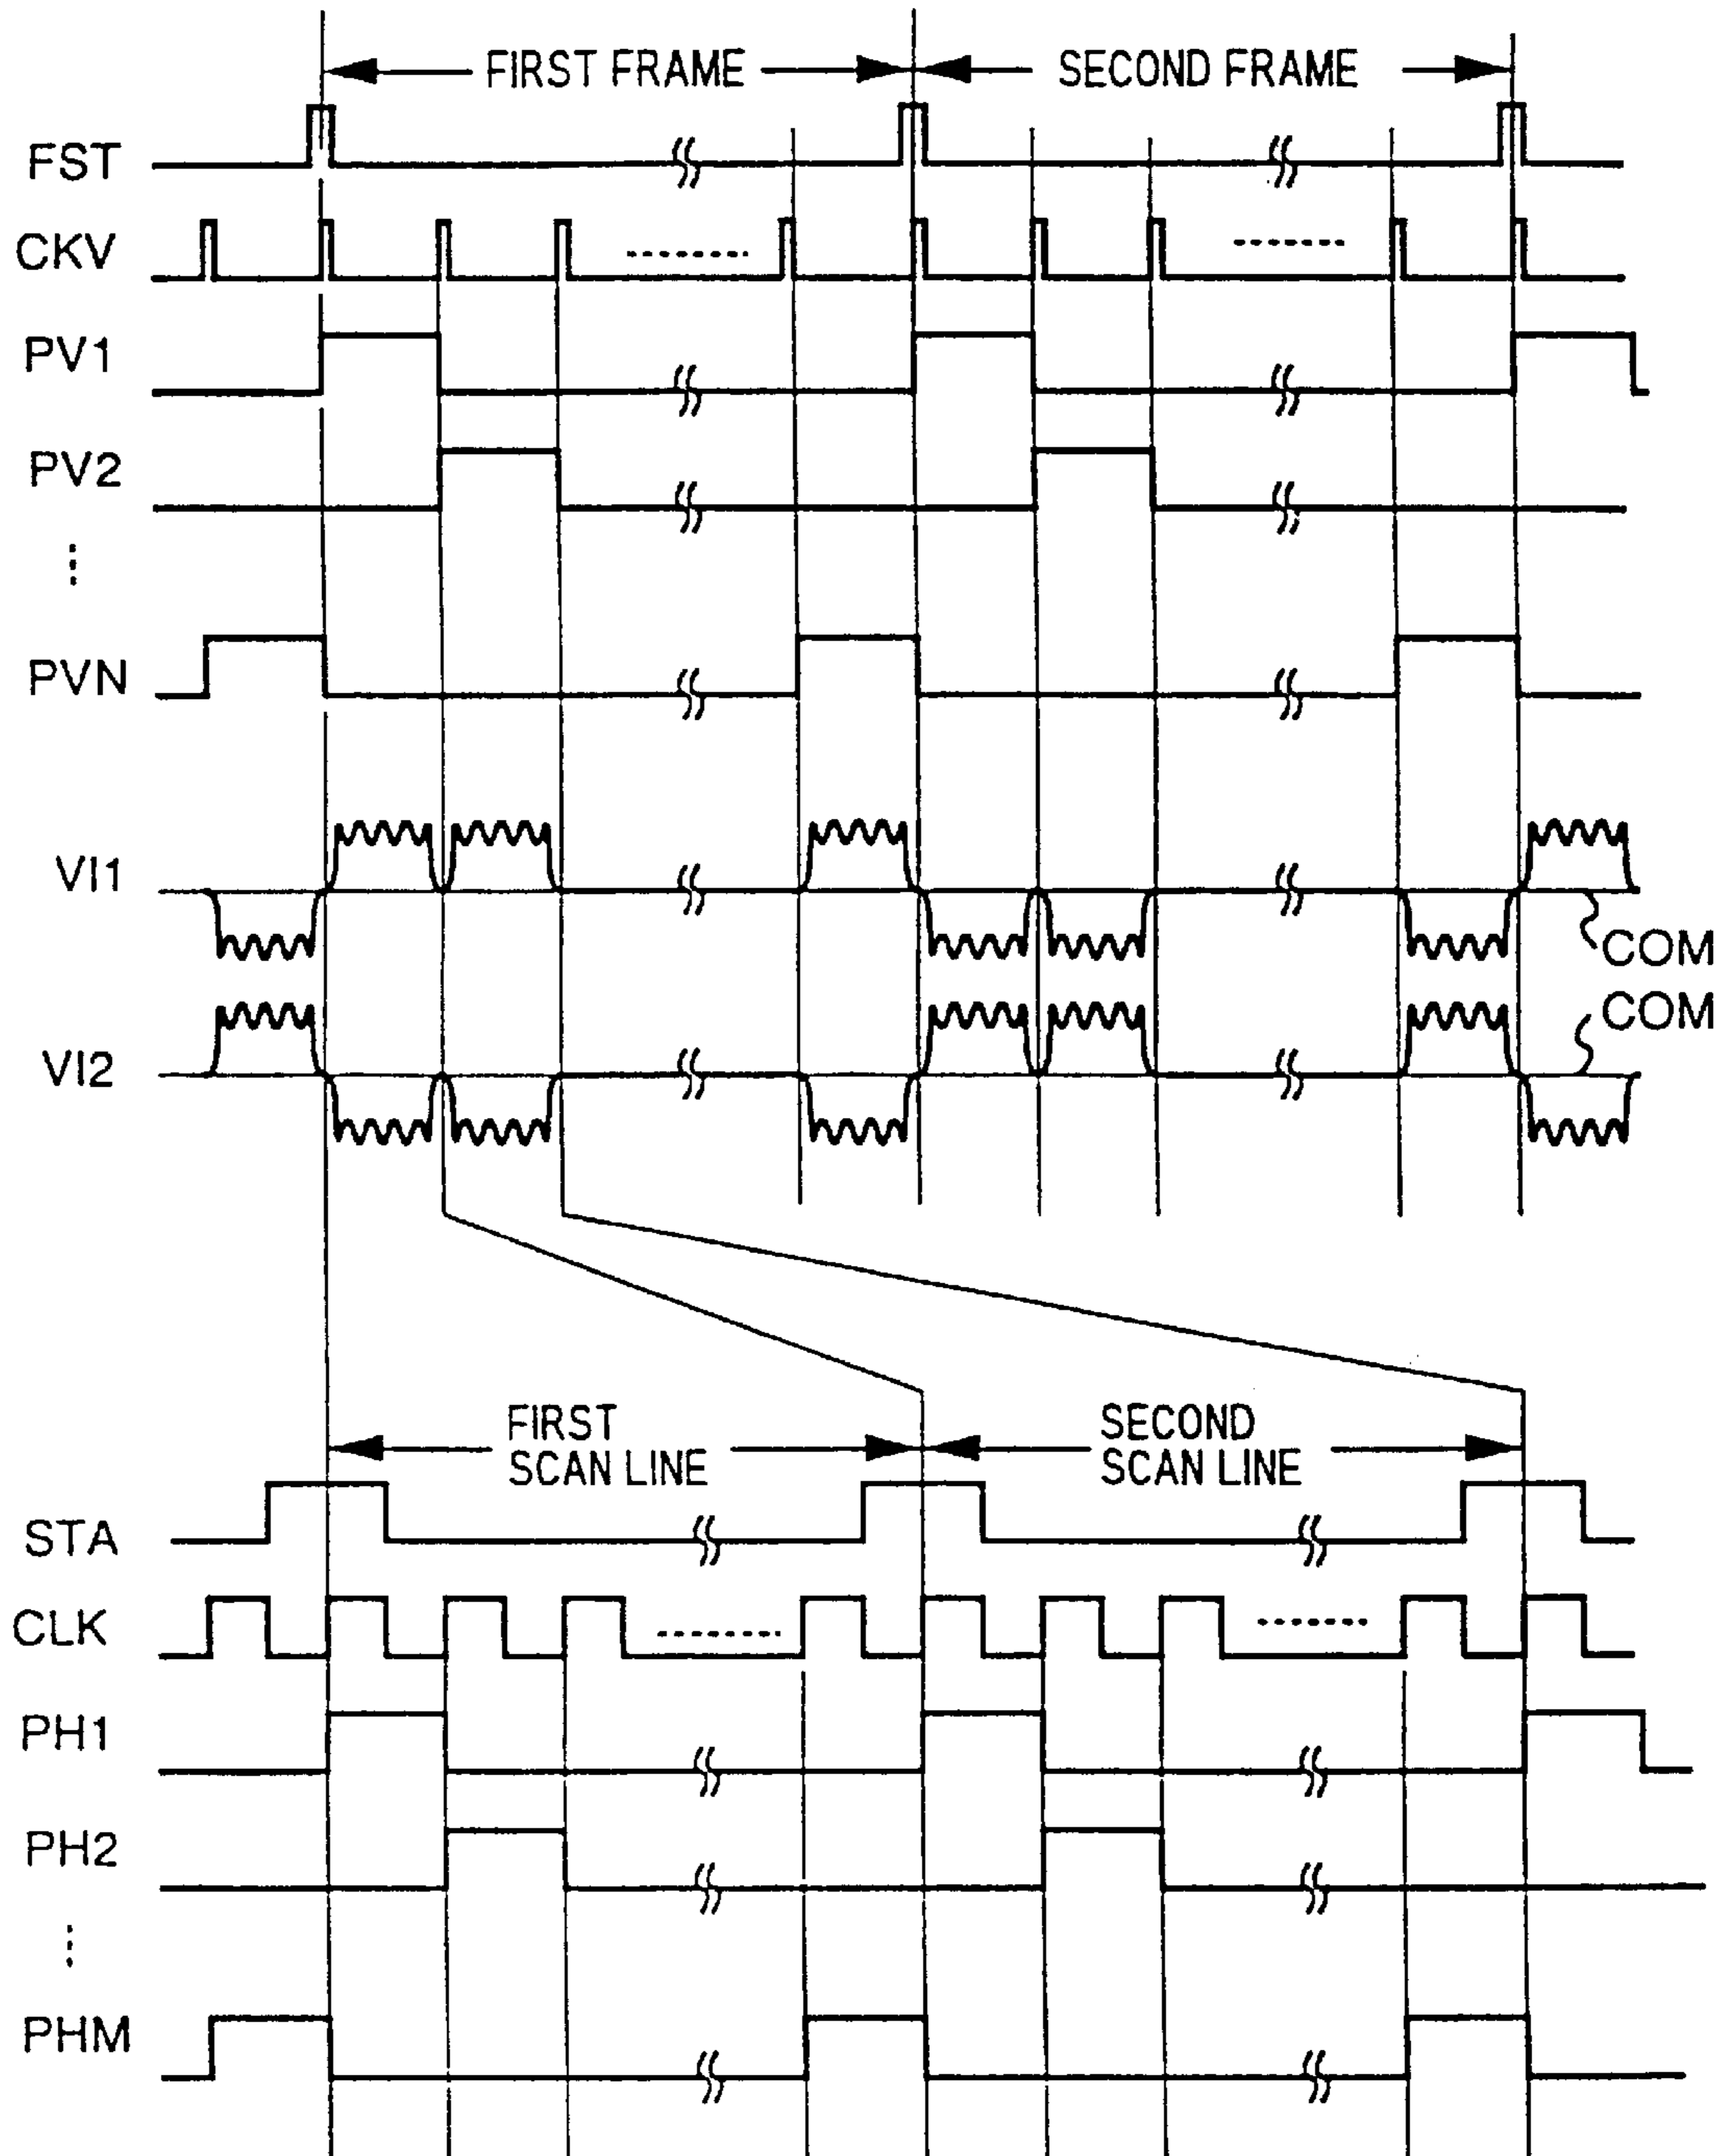 FIRST FRAME
SECOND FRAME
FST
CKV
PV1
PV2
PVN
VI1
COM
COM
VI2
FIRST
SCAN LINE
SECOND
SCAN LINE
STA
CLK
PH1
PH2
PHM